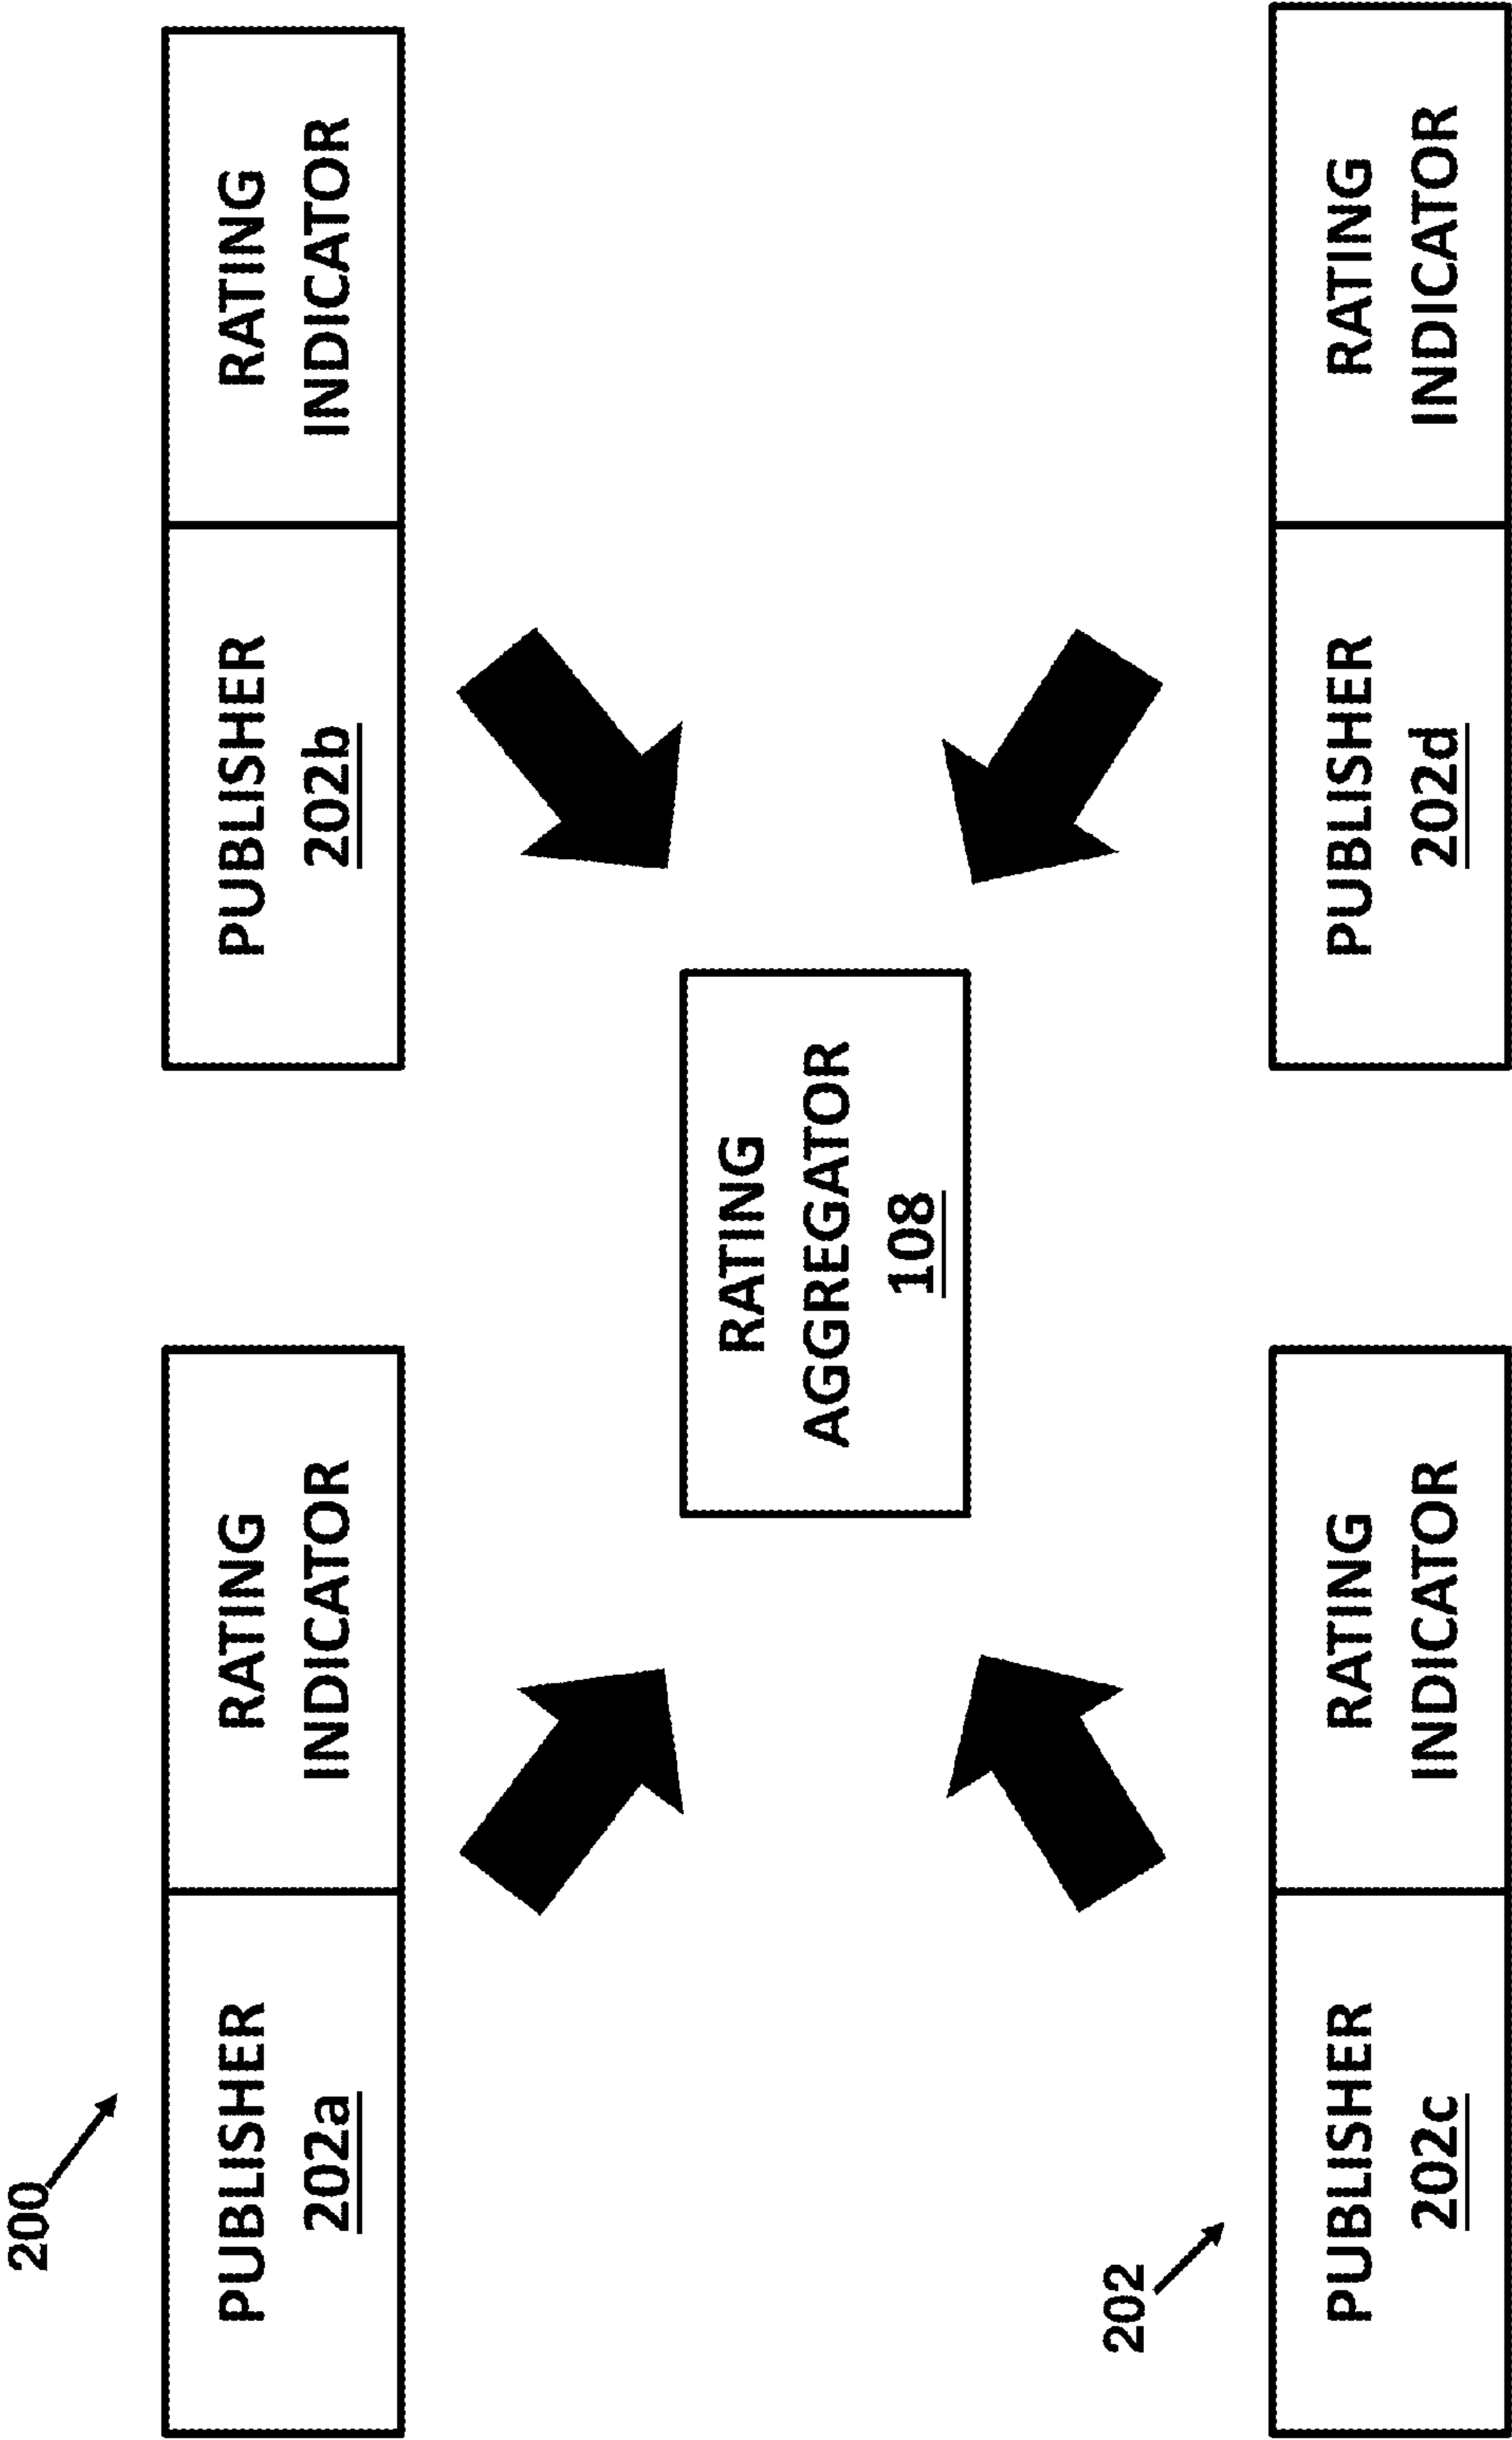 200
PUBLISHER
202a
RATING
INDICATOR
PUBLISHER
202b
RATING
INDICATOR
RATING
AGGREGATOR
108
202
PUBLISHER
202c
RATING
INDICATOR
PUBLISHER
202d
RATING
INDICATOR